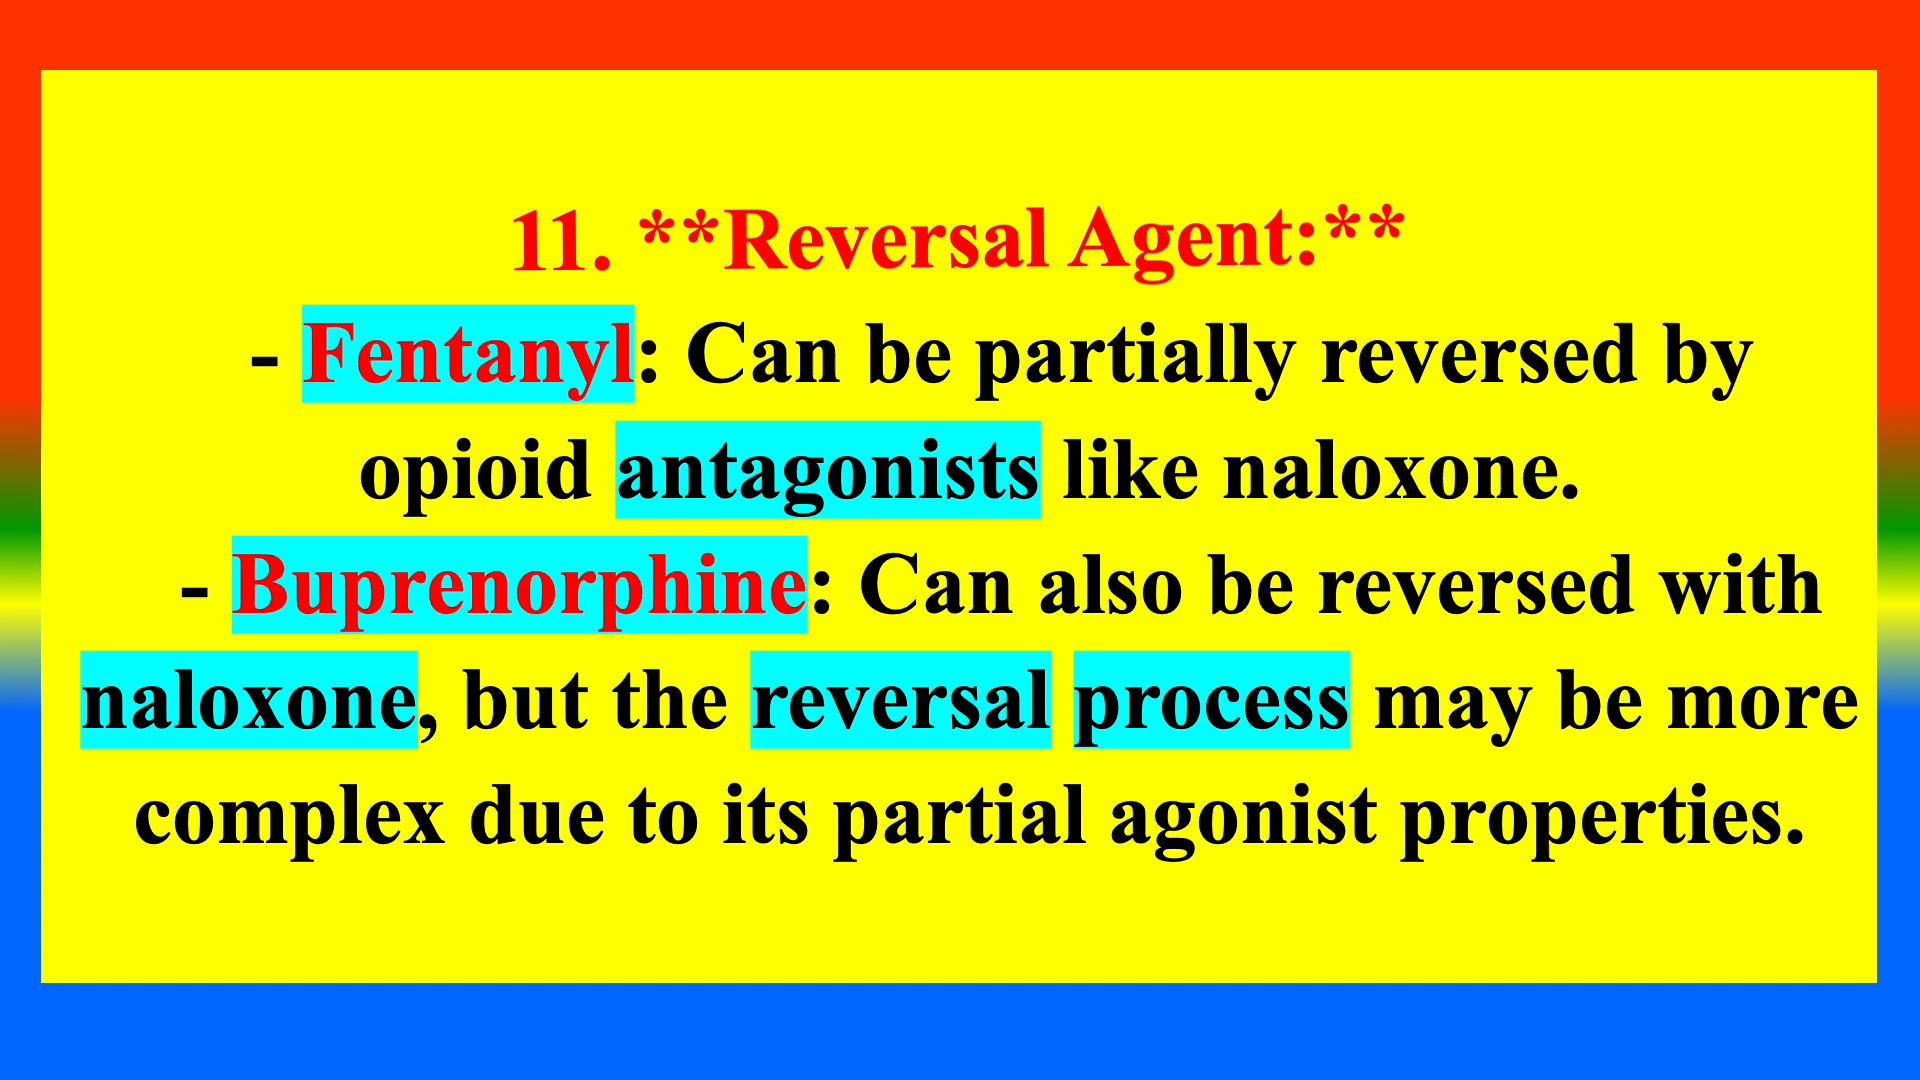 11. **Reversal Agent:**
- Fentanyl: Can be partially reversed by
opioid antagonists like naloxone.
- Buprenorphine: Can also be reversed with
naloxone, but the reversal process may be more
complex due to its partial agonist properties.